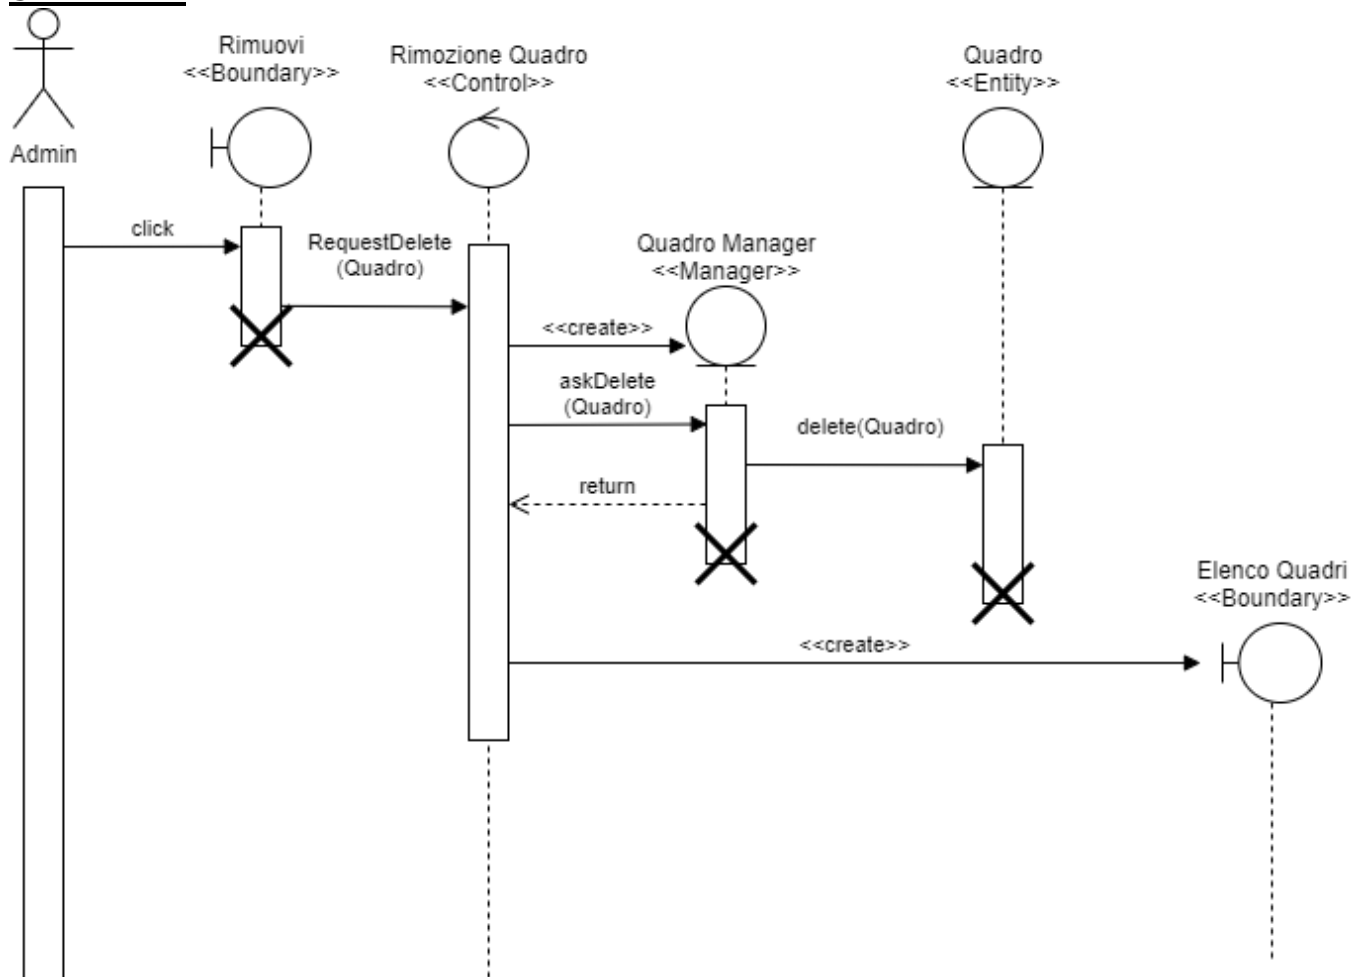 Rimuovi
<<Boundary>>
Rimozione Quadro
<<Control>>
Quadro
<<Entity>>
Admin
click
RequestDelete
(Quadro)
Quadro Manager
<<Manager>>
<<create>>
askDelete
(Quadro)
delete(Quadro)
return
Elenco Quadri
<<Boundary>>
<<create>>